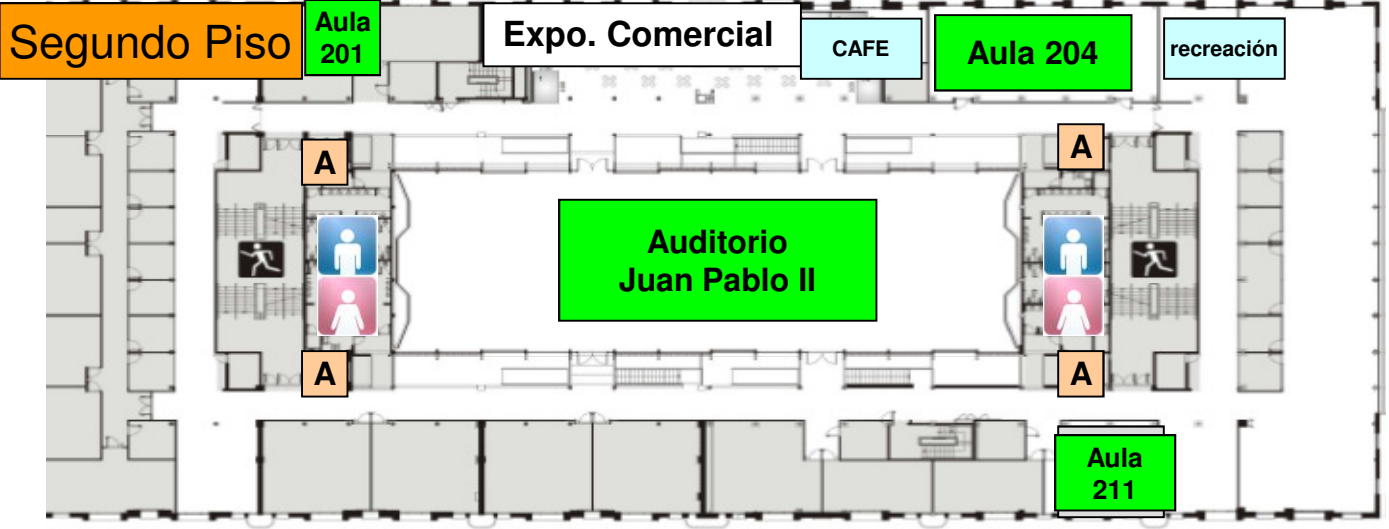 Segundo Piso
Aula
201
Expo. Comercial
CAFE
Aula 204
recreación
A
A
Auditorio
Juan Pablo II
A
A
Aula
211